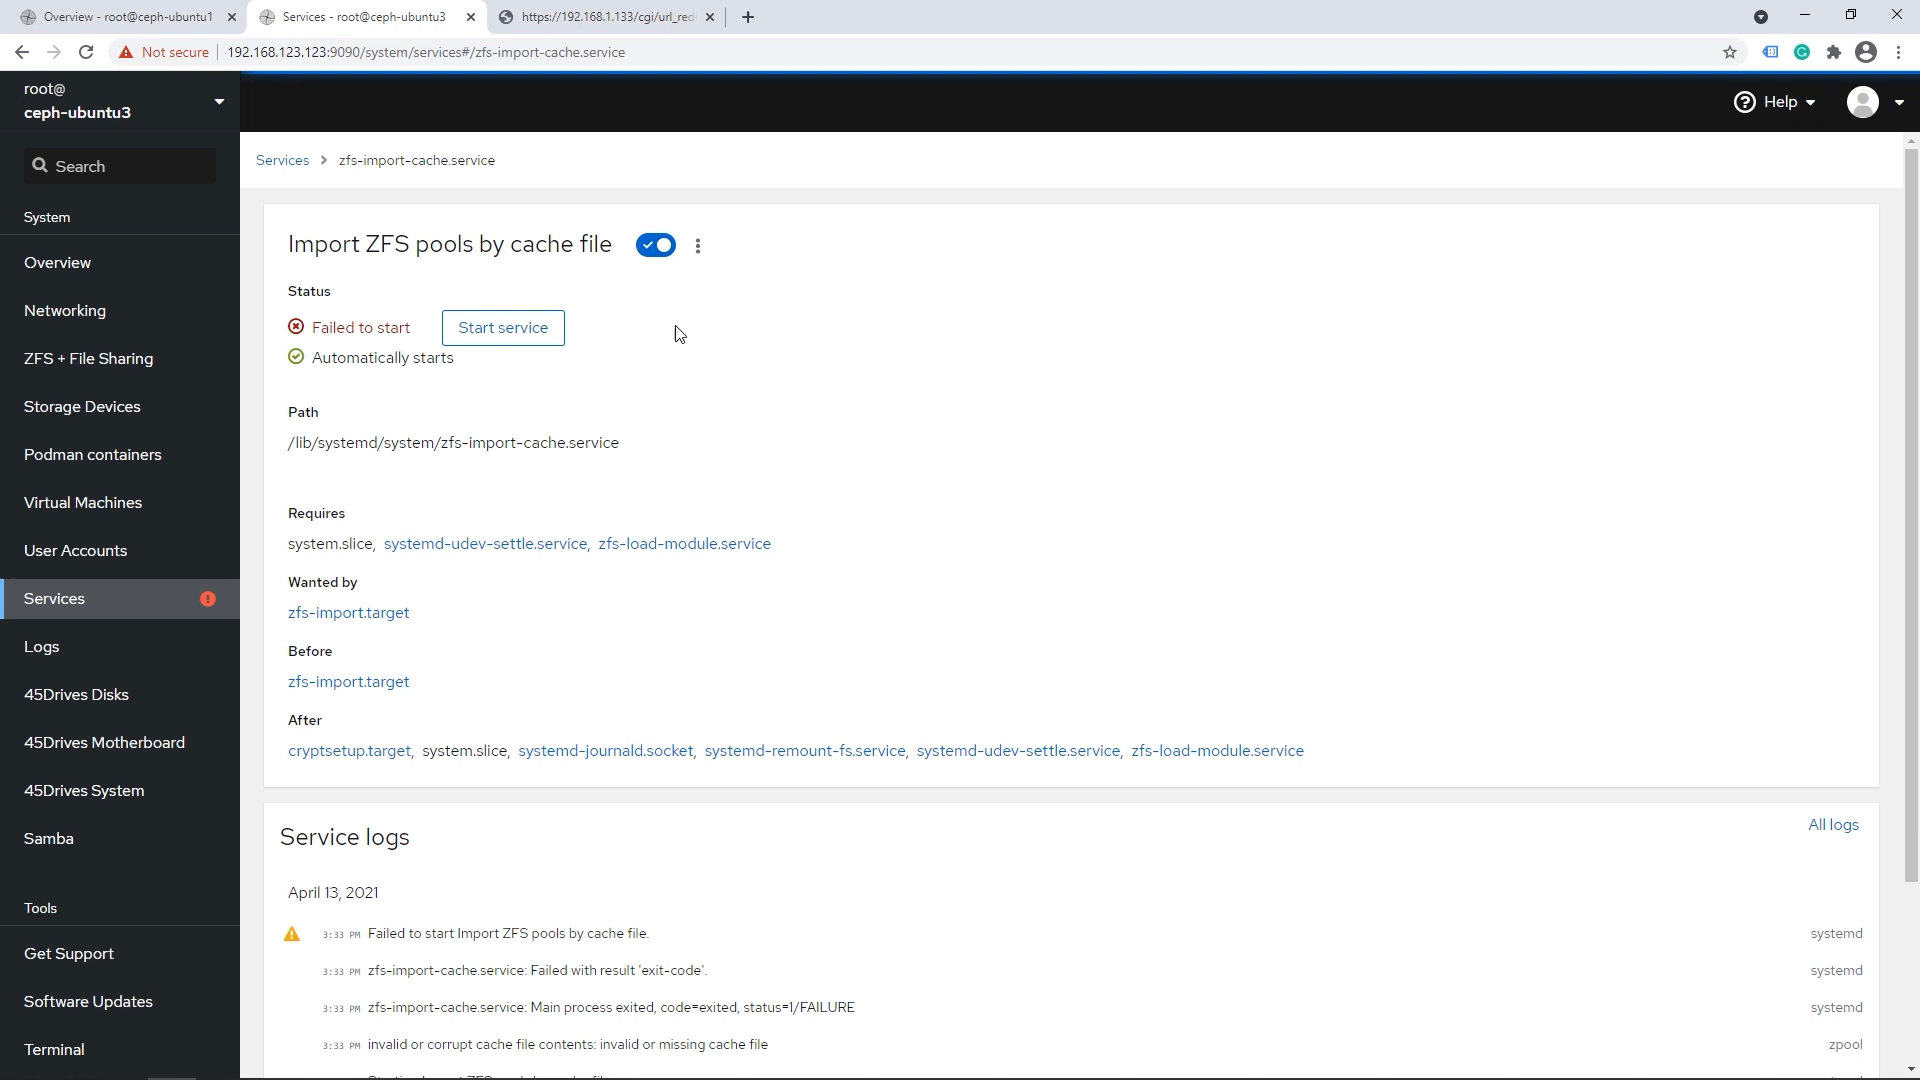 Overview - root@ceph-ubuntu1
Services - root@ceph-ubuntu3
https://192.168.1.133/cgi/url_red
Not secure
192.168.123.123:9090/system/services#/zfs-import-cache.service
root@
ceph-ubuntu3
Help
Search
Services > zfs-import-cache.service
System
Overview
Networking
ZFS + File Sharing
Storage Devices
Podman containers
Virtual Machines
User Accounts
Services
Logs
45Drives Disks
45Drives Motherboard
45Drives System
Samba
Tools
Get Support
Software Updates
Terminal
Import ZFS pools by cache file
Status
Failed to start
Start service
Automatically starts
Path
/lib/systemd/system/zfs-import-cache.service
Requires
system.slice, systemd-udev-settle.service, zfs-load-module.service
Wanted by
zfs-import.target
Before
zfs-import.target
After
cryptsetup.target, system.slice, systemd-journald.socket, systemd-remount-fs.service, systemd-udev-settle.service, zfs-load-module.service
Service logs
All logs
April 13, 2021
3:33 PM Failed to start Import ZFS pools by cache file. systemd
3:33 PM zfs-import-cache.service: Failed with result 'exit-code'. systemd
3:33 PM zfs-import-cache.service: Main process exited, code=exited, status=1/FAILURE systemd
3:33 PM invalid or corrupt cache file contents: invalid or missing cache file zpool